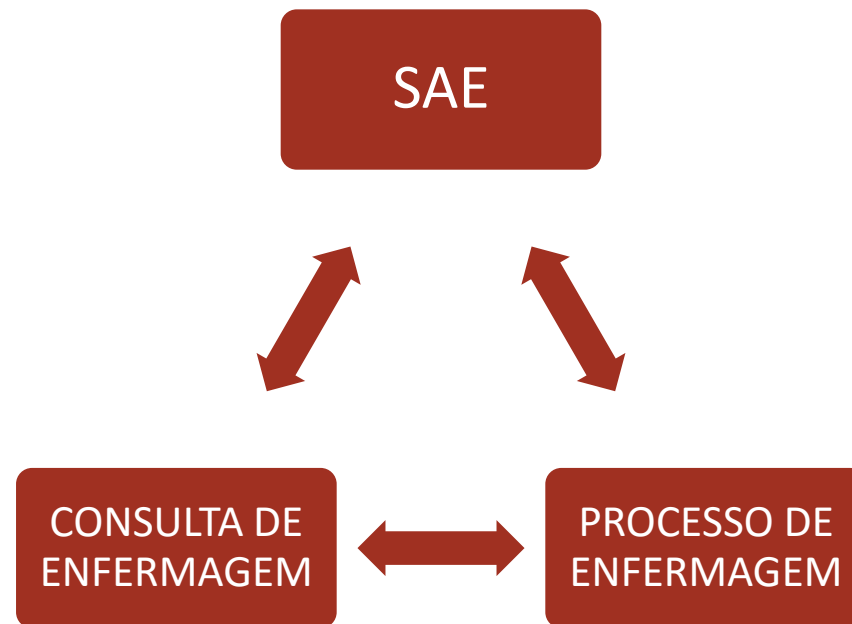 SAE
CONSULTA DE
ENFERMAGEM
PROCESSO DE
ENFERMAGEM